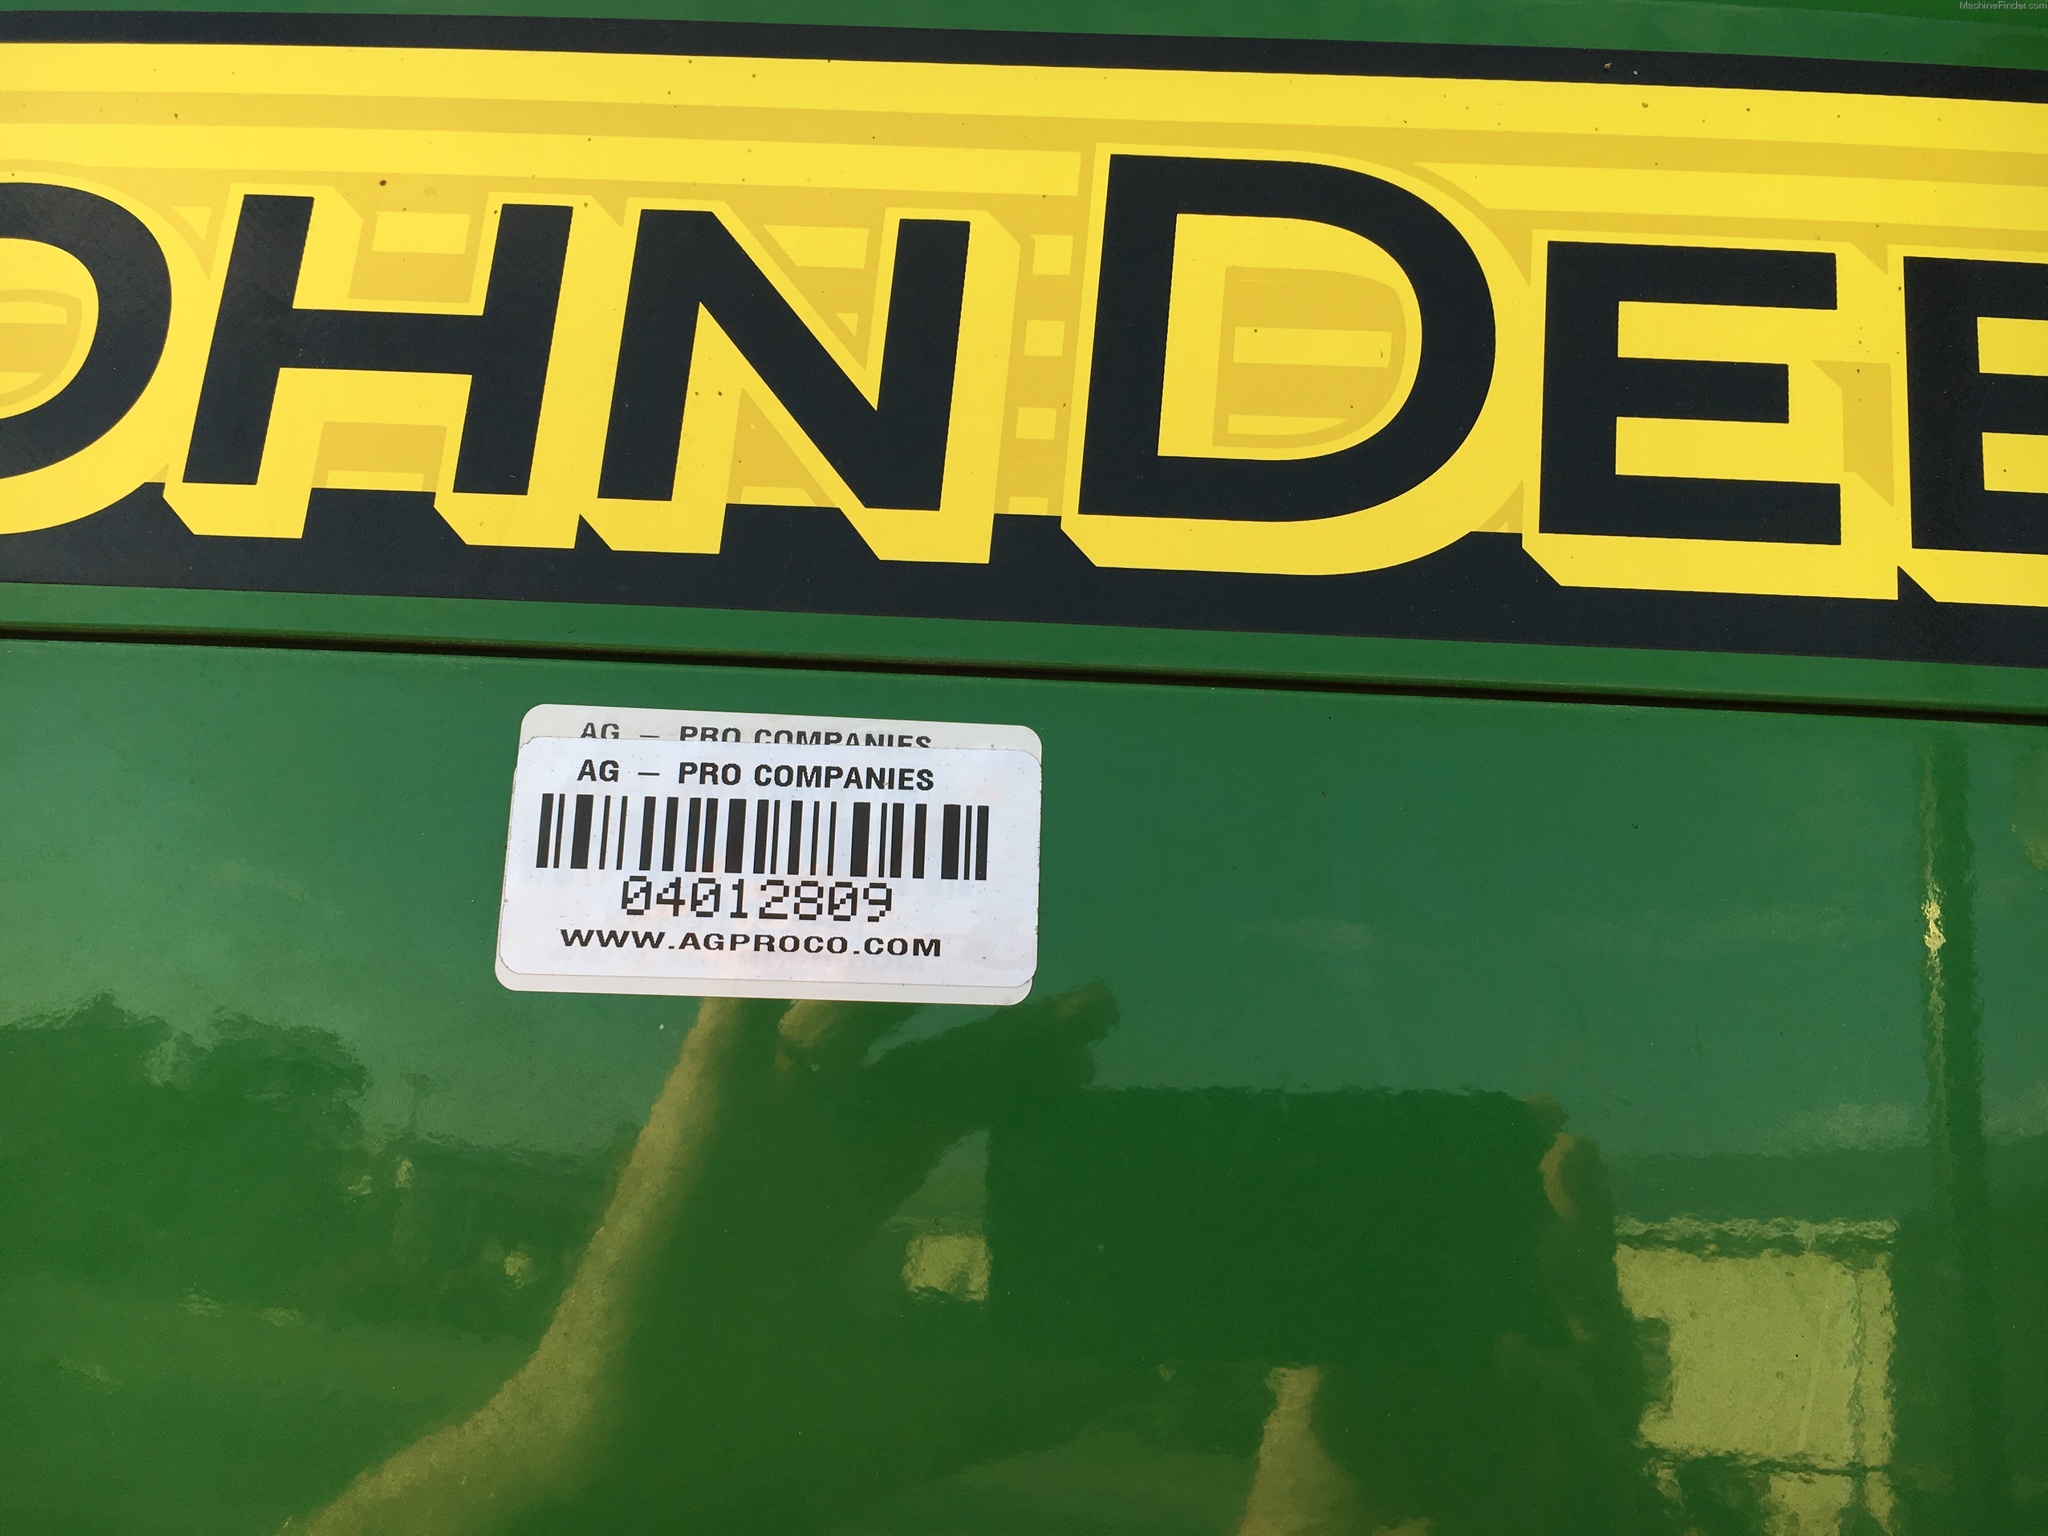 MachineFinder.com
OHN DEE
AG – PRO COMPANIES
AG – PRO COMPANIES
04012809
WWW.AGPROCO.COM